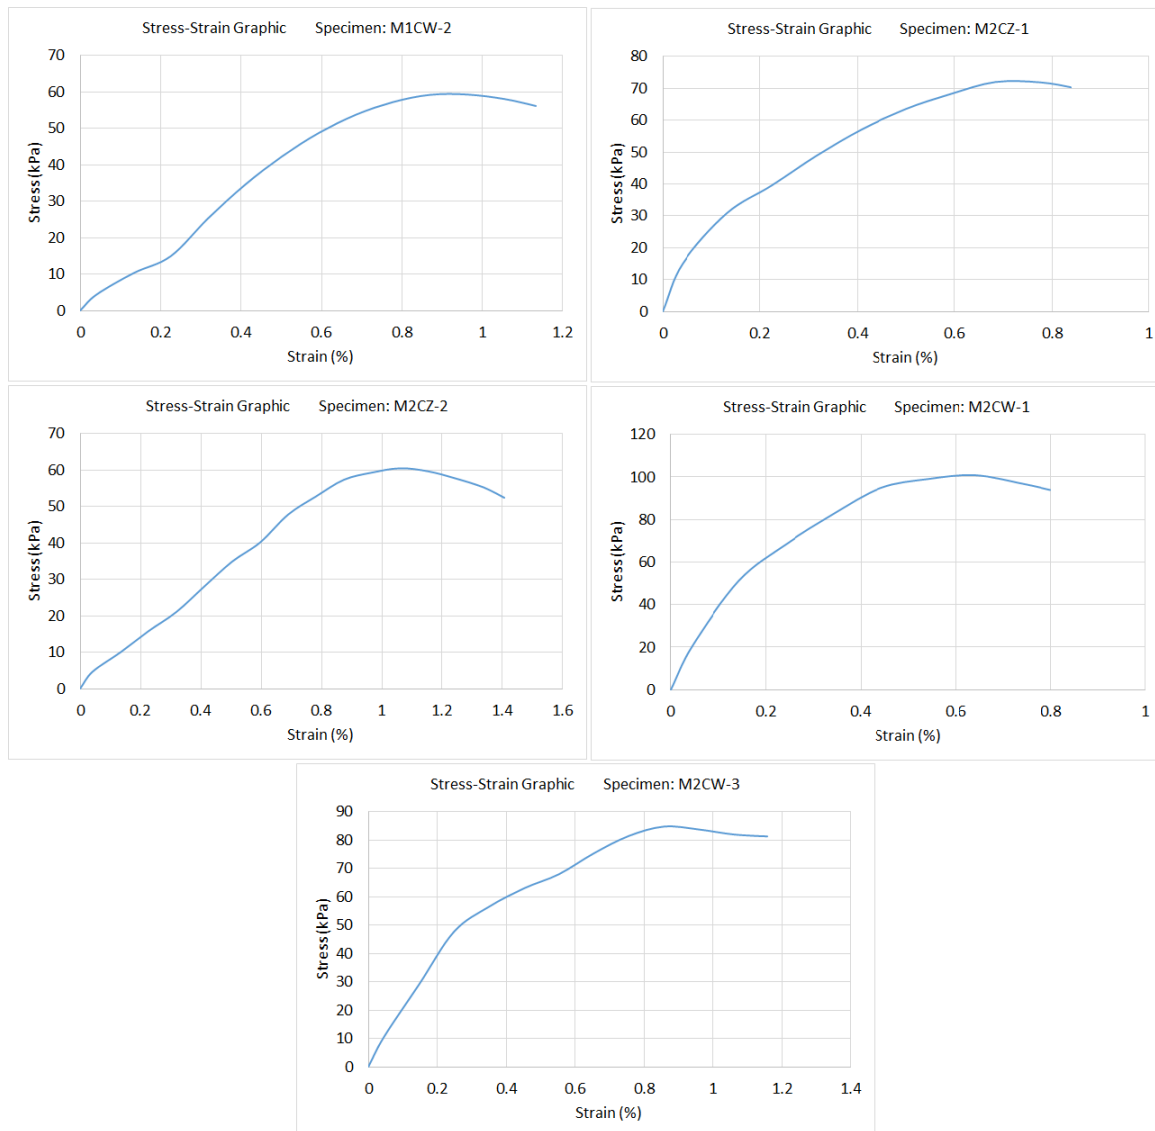 Stress-Strain Graphic Specimen: M1CW-2
70
60
50
40
30
20
10
0
Stress (kPa)
0 0.2 0.4 0.6 0.8 1 1.2
Strain (%)
Stress-Strain Graphic Specimen: M2CZ-1
80
70
60
50
40
30
20
10
0
Stress (kPa)
0 0.2 0.4 0.6 0.8 1
Strain (%)
Stress-Strain Graphic Specimen: M2CZ-2
70
60
50
40
30
20
10
0
Stress (kPa)
0 0.2 0.4 0.6 0.8 1 1.2 1.4 1.6
Strain (%)
Stress-Strain Graphic Specimen: M2CW-1
120
100
80
60
40
20
0
Stress (kPa)
0 0.2 0.4 0.6 0.8 1
Strain (%)
Stress-Strain Graphic Specimen: M2CW-3
90
80
70
60
50
40
30
20
10
0
Stress (kPa)
0 0.2 0.4 0.6 0.8 1 1.2 1.4
Strain (%)